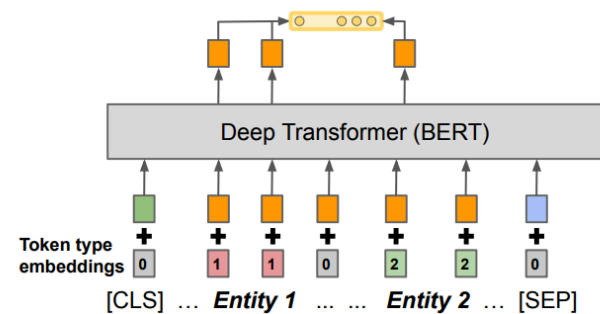 Deep Transformer (BERT)
Token type
embeddings
0 1 1 0 2 2 0
[CLS] ... Entity 1 ... ... Entity 2 ... [SEP]